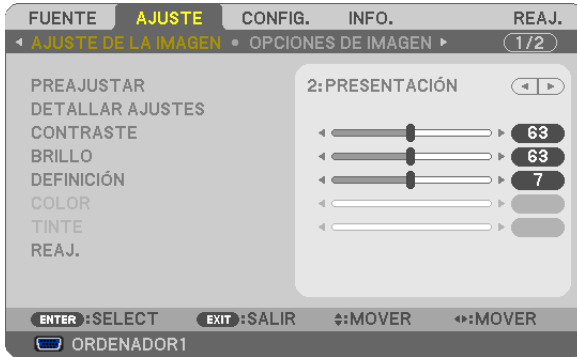 FUENTE AJUSTE CONFIG. INFO. REAJ.
AJUSTE DE LA IMAGEN OPCIONES DE IMAGEN 1/2
PREAJUSTAR 2:PRESENTACIÓN
DETALLAR AJUSTES
CONTRASTE 63
BRILLO 63
DEFINICIÓN 7
COLOR
TINTE
REAJ.
ENTER :SELECT EXIT :SALIR :MOVER :MOVER
ORDENADOR1